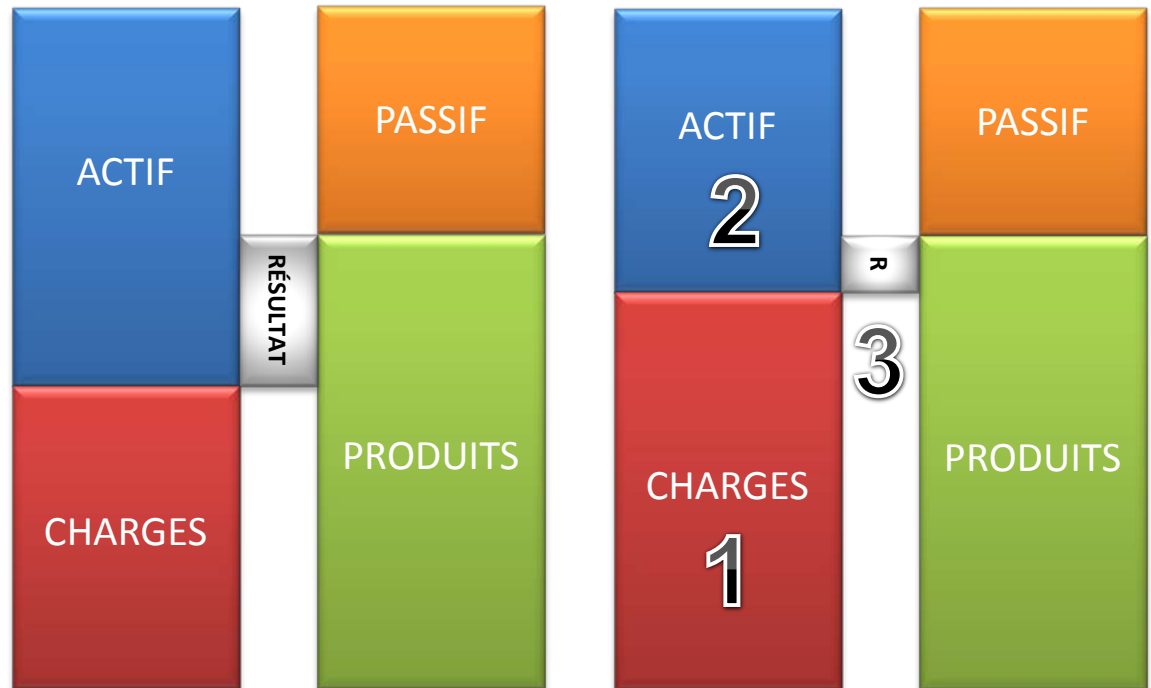 ACTIF
PASSIF
RÉSULTAT
CHARGES
PRODUITS
ACTIF
2
PASSIF
R
3
CHARGES
1
PRODUITS